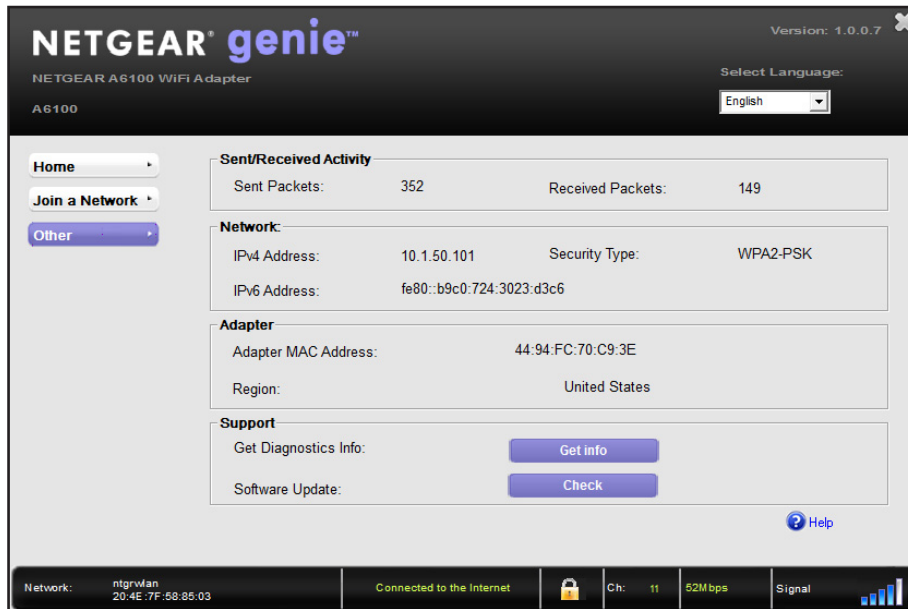 NETGEAR® genie™
Version: 1.0.0.7
NETGEAR A6100 WiFi Adapter
Select Language:
A6100
English
Home
Join a Network
Other
Sent/Received Activity
Sent Packets: 352 Received Packets: 149
Network:
IPv4 Address: 10.1.50.101 Security Type: WPA2-PSK
IPv6 Address: fe80::b9c0:724:3023:d3c6
Adapter
Adapter MAC Address: 44:94:FC:70:C9:3E
Region: United States
Support
Get Diagnostics Info: Get info
Software Update: Check
? Help
Network: ntgrwlan
20:4E:7F:58:85:03
Connected to the Internet
Ch: 11
52Mbps
Signal